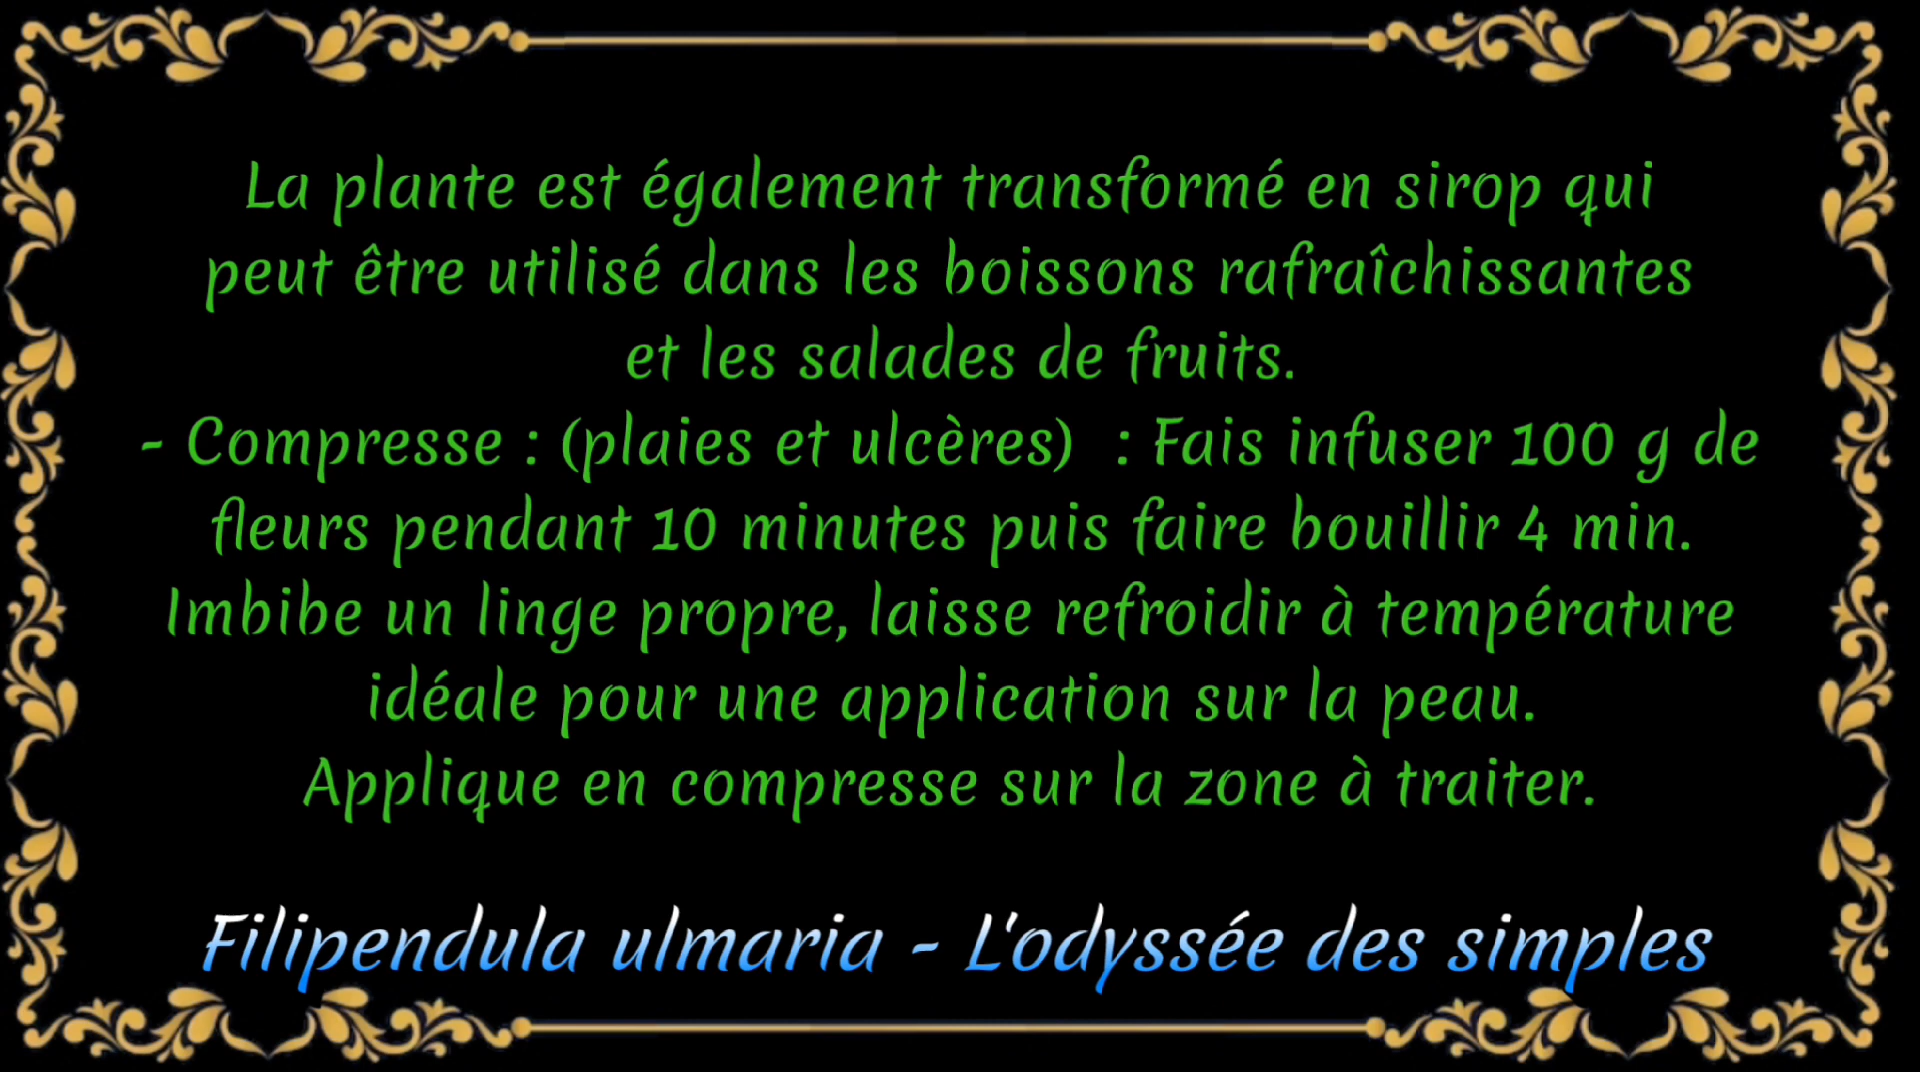 La plante est également transformé en sirop qui
peut être utilisé dans les boissons rafraîchissantes
et les salades de fruits.
- Compresse : (plaies et ulcères)  : Fais infuser 100 g de
fleurs pendant 10 minutes puis faire bouillir 4 min.
Imbibe un linge propre, laisse refroidir à température
idéale pour une application sur la peau.
Applique en compresse sur la zone à traiter.
Filipendula ulmaria - L'odyssée des simples